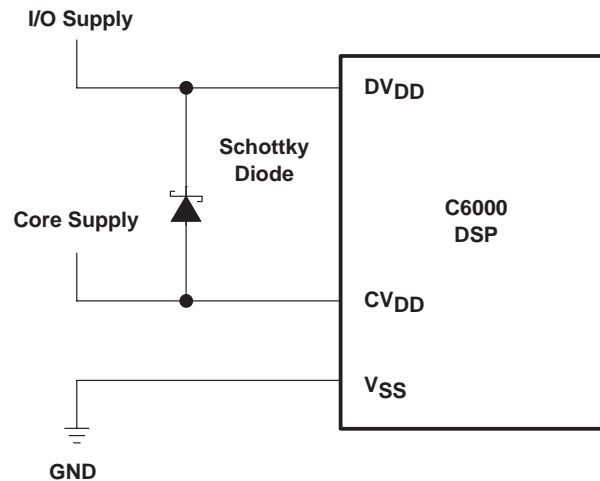 I/O Supply
DVDD
Schottky
Diode
C6000
DSP
Core Supply
CVDD
VSS
GND